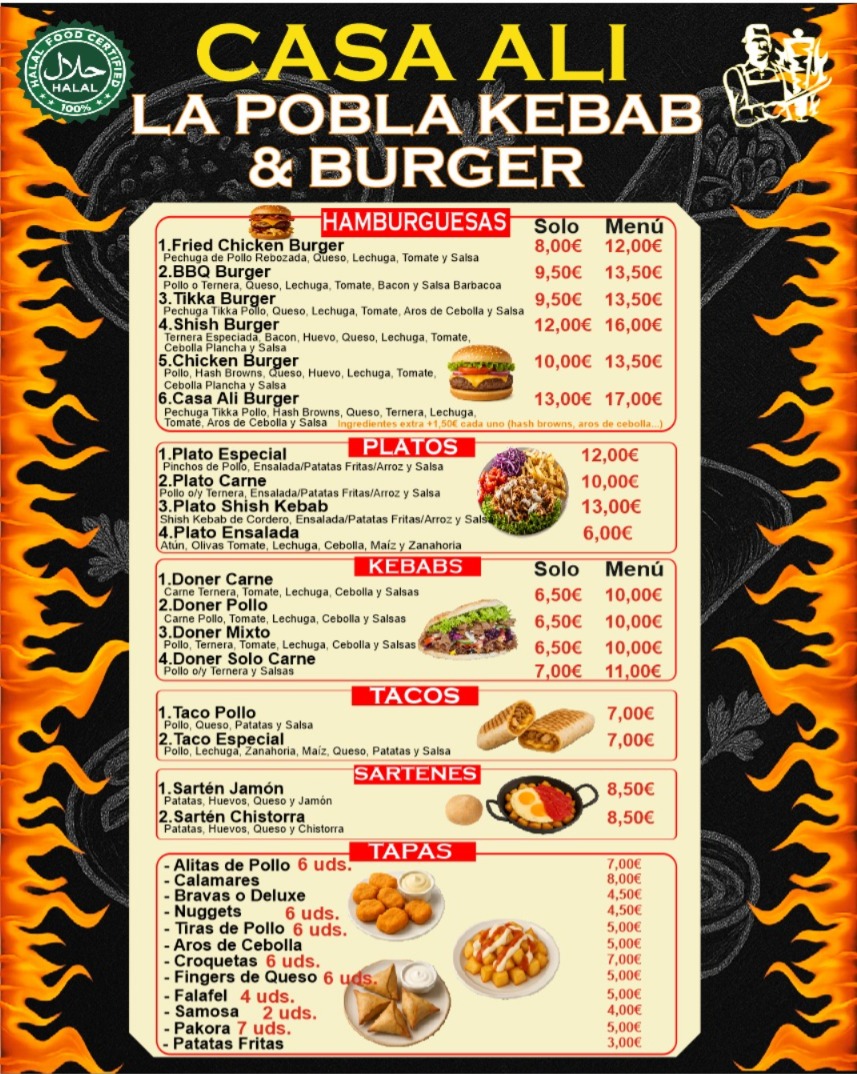 HALAL FOOD CERTIFIED
حلال
HALAL
100%
CASA ALI
LA POBLA KEBAB
& BURGER
HAMBURGUESAS Solo Menú
1.Fried Chicken Burger 8,00€ 12,00€
Pechuga de Pollo Rebozada, Queso, Lechuga, Tomate y Salsa
2.BBQ Burger 9,50€ 13,50€
Pollo o Ternera, Queso, Lechuga, Tomate, Bacon y Salsa Barbacoa
3.Tikka Burger 9,50€ 13,50€
Pechuga Tikka Pollo, Queso, Lechuga, Tomate, Aros de Cebolla y Salsa
4.Shish Burger 12,00€ 16,00€
Ternera Especiada, Bacon, Huevo, Queso, Lechuga, Tomate,
Cebolla Plancha y Salsa
5.Chicken Burger 10,00€ 13,50€
Pollo, Hash Browns, Queso, Huevo, Lechuga, Tomate,
Cebolla Plancha y Salsa
6.Casa Ali Burger 13,00€ 17,00€
Pechuga Tikka Pollo, Hash Browns, Queso, Ternera, Lechuga,
Tomate, Aros de Cebolla y Salsa Ingredientes extra +1,50€ cada uno (hash browns, aros de cebolla...)
PLATOS
1.Plato Especial 12,00€
Pinchos de Pollo, Ensalada/Patatas Fritas/Arroz y Salsa
2.Plato Carne 10,00€
Pollo o/y Ternera, Ensalada/Patatas Fritas/Arroz y Salsa
3.Plato Shish Kebab 13,00€
Shish Kebab de Cordero, Ensalada/Patatas Fritas/Arroz y Salsa
4.Plato Ensalada 6,00€
Atún, Olivas Tomate, Lechuga, Cebolla, Maíz y Zanahoria
KEBABS Solo Menú
1.Doner Carne 6,50€ 10,00€
Carne Ternera, Tomate, Lechuga, Cebolla y Salsas
2.Doner Pollo 6,50€ 10,00€
Carne Pollo, Tomate, Lechuga, Cebolla y Salsas
3.Doner Mixto 6,50€ 10,00€
Pollo, Ternera, Tomate, Lechuga, Cebolla y Salsas
4.Doner Solo Carne 7,00€ 11,00€
Pollo o/y Ternera y Salsas
TACOS
1.Taco Pollo 7,00€
Pollo, Queso, Patatas y Salsa
2.Taco Especial 7,00€
Pollo, Lechuga, Zanahoria, Maíz, Queso, Patatas y Salsa
SARTENES
1.Sartén Jamón 8,50€
Patatas, Huevos, Queso y Jamón
2.Sartén Chistorra 8,50€
Patatas, Huevos, Queso y Chistorra
TAPAS
- Alitas de Pollo 6 uds. 7,00€
- Calamares 8,00€
- Bravas o Deluxe 4,50€
- Nuggets 6 uds. 4,50€
- Tiras de Pollo 6 uds. 5,00€
- Aros de Cebolla 5,00€
- Croquetas 6 uds. 7,00€
- Fingers de Queso 6 uds. 5,00€
- Falafel 4 uds. 5,00€
- Samosa 2 uds. 4,00€
- Pakora 7 uds. 5,00€
- Patatas Fritas 3,00€